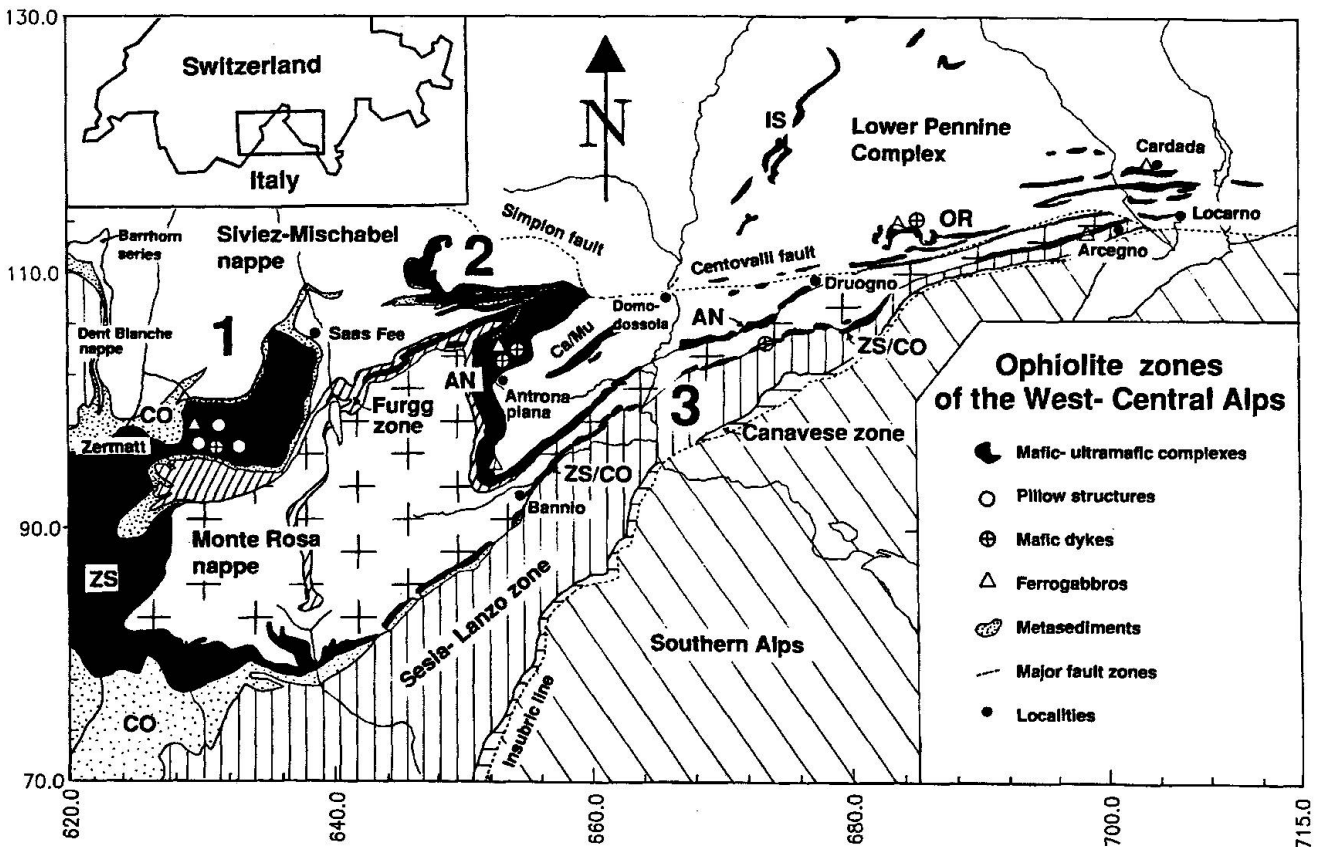 130.0
110.0
90.0
70.0
Switzerland
Italy
N
IS
Lower Pennine
Complex
Cardada
Locarno
Arcegno
OR
Barrhorn
series
Siviez-Mischabel
nappe
2
Simplon fault
Centovalli fault
Domo-
dossola
Druogno
Dent Blanche
nappe
1
Saas Fee
Ca/Mu
AN
ZS/CO
CO
Zermatt
Furgg
zone
AN
Antrona
piana
3
Canavese zone
ZS/CO
Bannio
Monte Rosa
nappe
ZS
Sesia- Lanzo zone
Southern Alps
Insubric line
CO
Ophiolite zones
of the West- Central Alps
Mafic- ultramafic complexes
Pillow structures
Mafic dykes
Ferrogabbros
Metasediments
Major fault zones
Localities
620.0
640.0
660.0
680.0
700.0
715.0